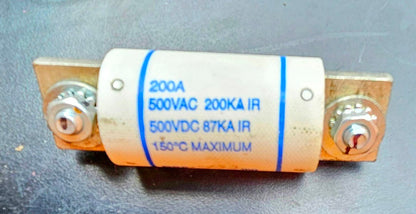 200A
500VAC 200KA IR
500VDC 87KA IR
150°C MAXIMUM